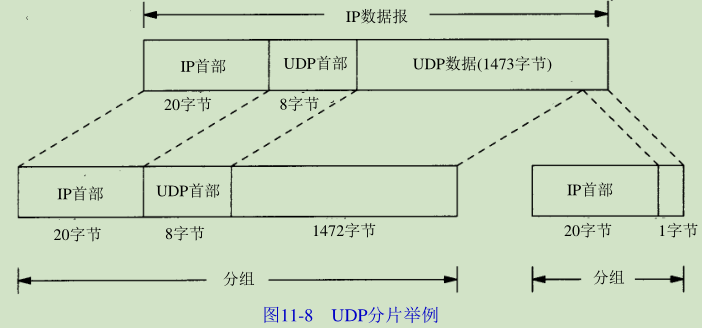 IP数据报
IP首部 UDP首部 UDP数据(1473字节)
20字节 8字节
IP首部 UDP首部 IP首部
20字节 8字节 1472字节 20字节 1字节
分组 分组
图11-8 UDP分片举例